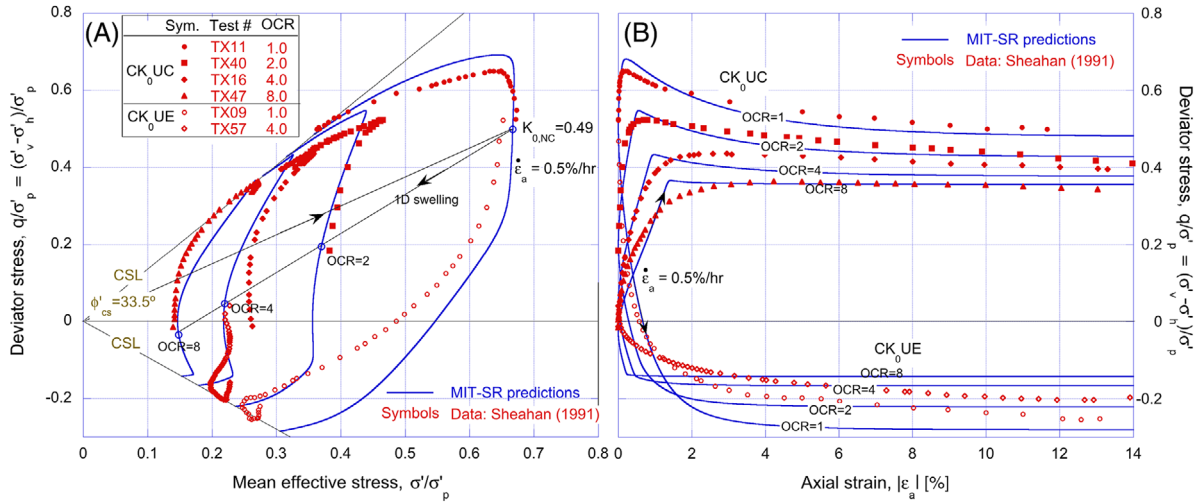 (A)
Sym. Test # OCR
CK₀UC
TX11 1.0
TX40 2.0
TX16 4.0
TX47 8.0
CK₀UE
TX09 1.0
TX57 4.0
K₀,NC=0.49
ε̇ₐ = 0.5%/hr
1D swelling
OCR=2
OCR=4
OCR=8
CSL
φ'cs=33.5º
CSL
MIT-SR predictions
Symbols Data: Sheahan (1991)
0.8
0.6
0.4
0.2
0
-0.2
0 0.1 0.2 0.3 0.4 0.5 0.6 0.7 0.8
Deviator stress, q/σ'p = (σ'v-σ'h)/σ'p
Mean effective stress, σ'/σ'p
(B)
MIT-SR predictions
Symbols Data: Sheahan (1991)
CK₀UC
OCR=1
OCR=2
OCR=4
OCR=8
ε̇ₐ = 0.5%/hr
CK₀UE
OCR=8
OCR=4
OCR=2
OCR=1
0.8
0.6
0.4
0.2
0
-0.2
0 2 4 6 8 10 12 14
Axial strain, |εₐ| [%]
Deviator stress, q/σ'p = (σ'v-σ'h)/σ'p